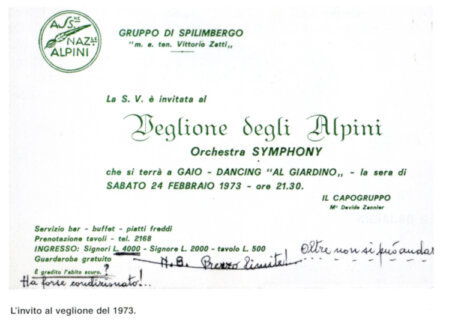 ASS.NE
NAZ.LE
ALPINI
GRUPPO DI SPILIMBERGO
"m. a. ten. Vittorio Zatti„
La S. V. è invitata al
Veglione degli Alpini
Orchestra SYMPHONY
che si terrà a GAIO - DANCING "AL GIARDINO„ - la sera di
SABATO 24 FEBBRAIO 1973 - ore 21.30.
IL CAPOGRUPPO
M° Davide Zannier
Servizio bar - buffet - piatti freddi
Prenotazione tavoli - tel. 2168
INGRESSO: Signori L. 4000 - Signore L. 2000 - tavolo L. 500
Oltre non si può andar
Guardaroba gratuito
N.B. Prezzo limite!
È gradito l'abito scuro. ?
Ha forse condizionato!...
L'invito al veglione del 1973.